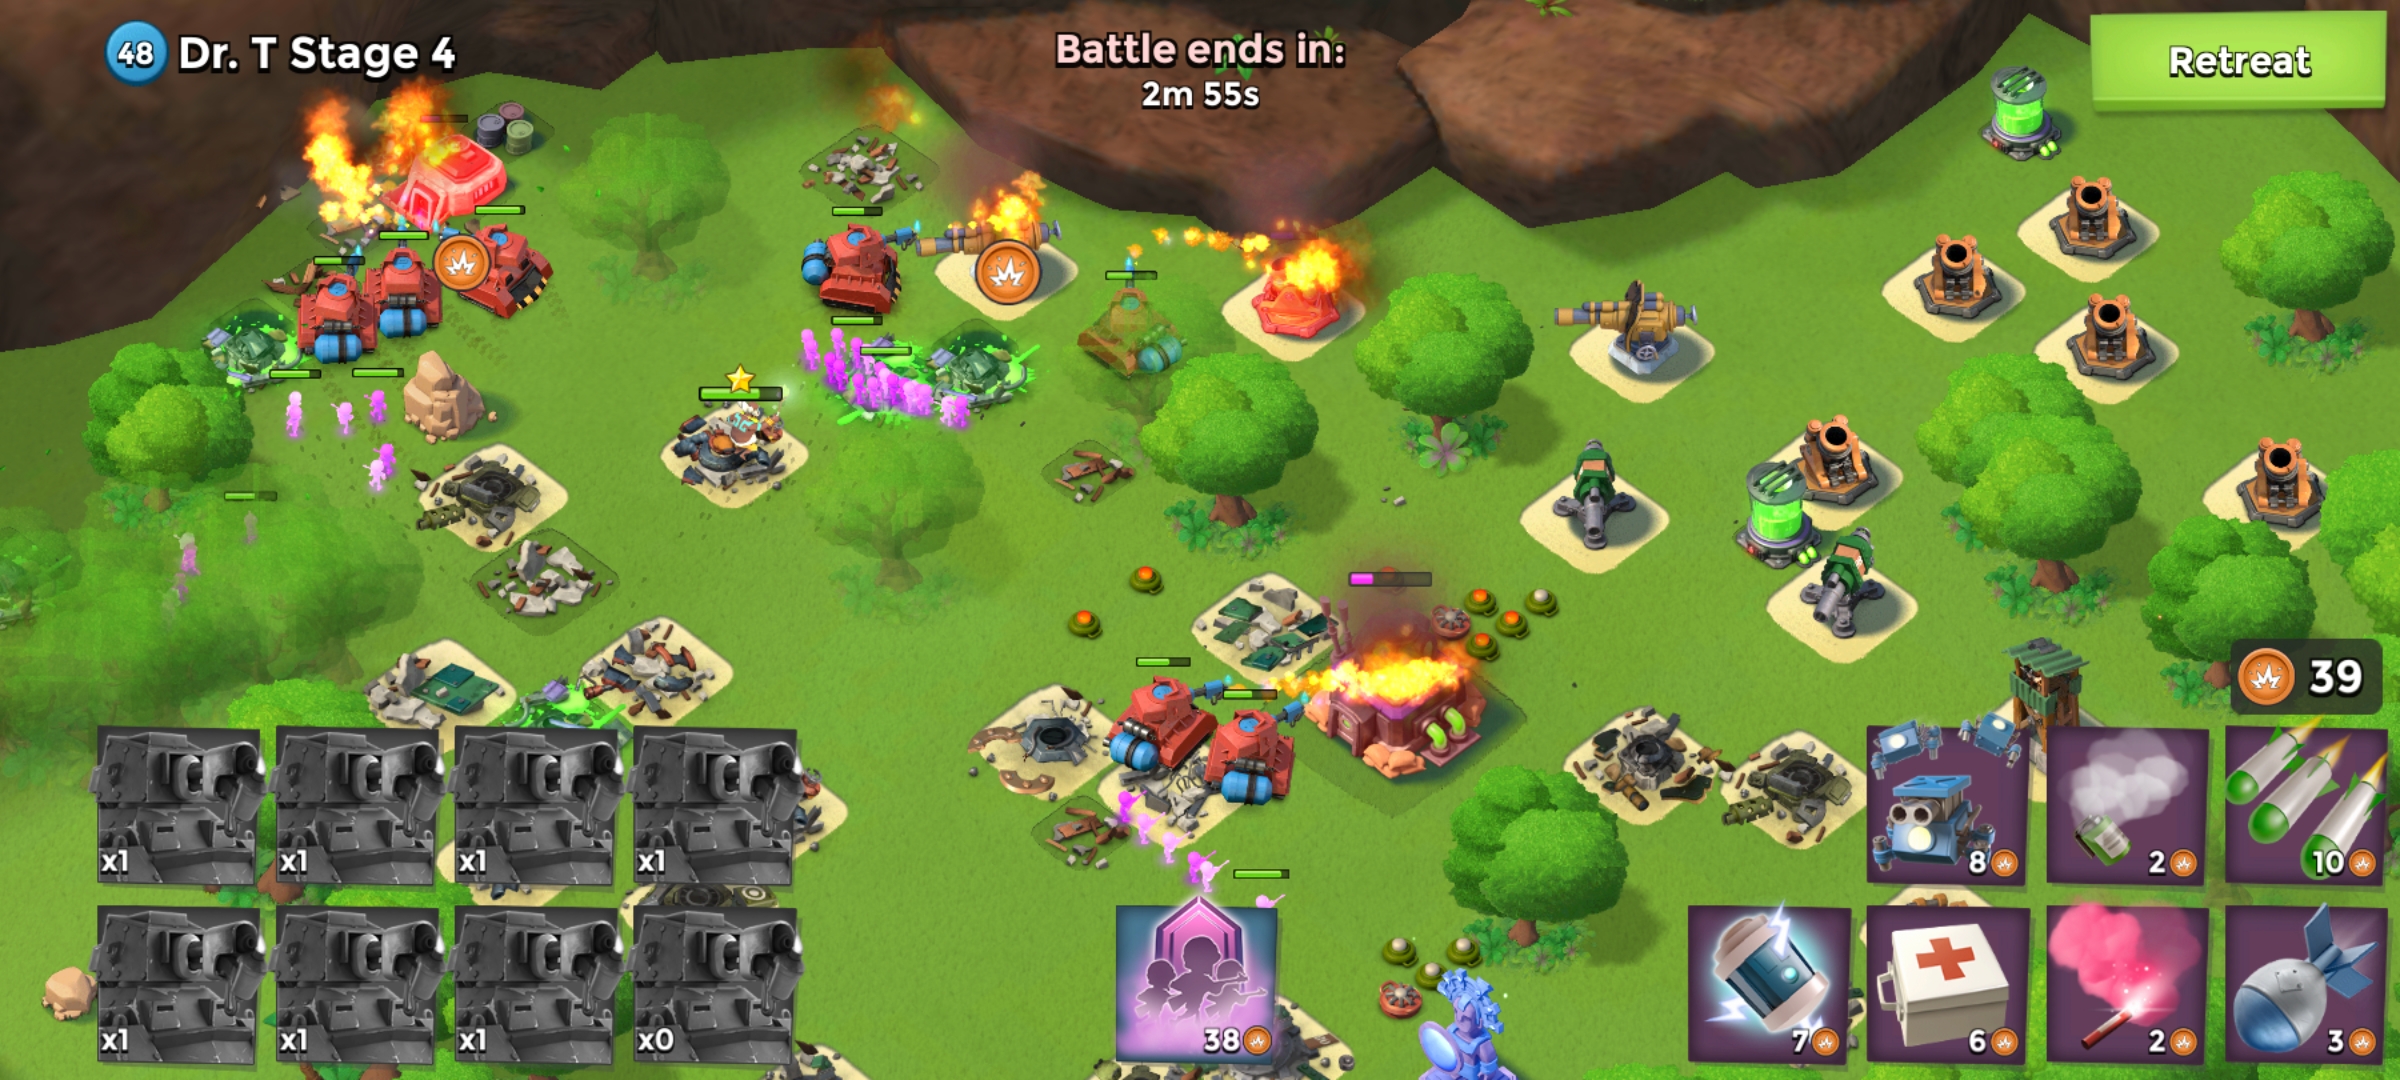 48 Dr. T Stage 4
Battle ends in:
2m 55s
Retreat
39
x1
x1
x1
x1
8
2
10
x1
x1
x1
x0
38
7
6
2
3